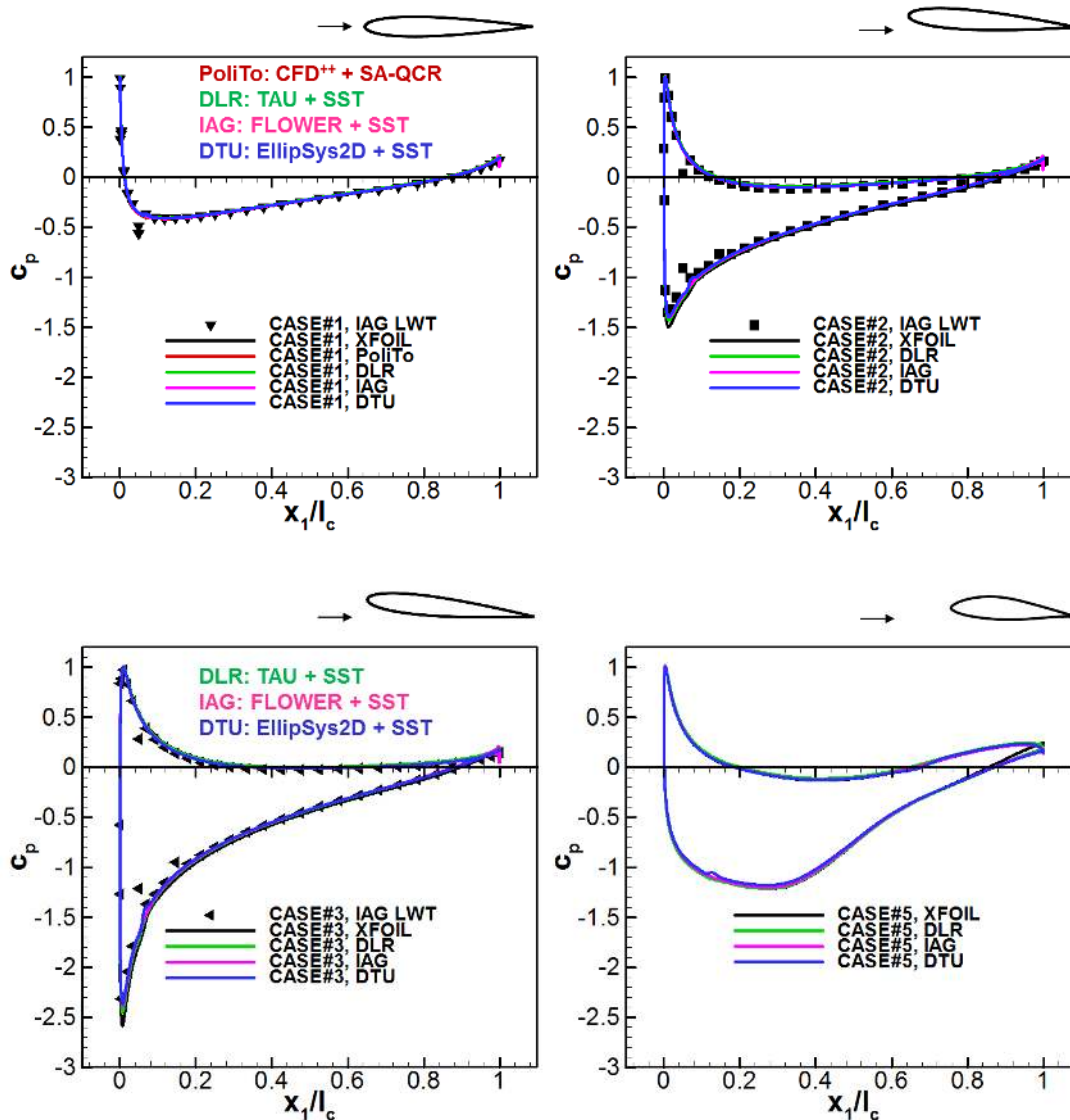 PoliTo: CFD++ + SA-QCR
DLR: TAU + SST
IAG: FLOWER + SST
DTU: EllipSys2D + SST
1
0.5
0
-0.5
-1
-1.5
-2
-2.5
-3
cp
CASE#1, IAG LWT
CASE#1, XFOIL
CASE#1, PoliTo
CASE#1, DLR
CASE#1, IAG
CASE#1, DTU
0 0.2 0.4 0.6 0.8 1
x1/lc
1
0.5
0
-0.5
-1
-1.5
-2
-2.5
-3
cp
CASE#2, IAG LWT
CASE#2, XFOIL
CASE#2, DLR
CASE#2, IAG
CASE#2, DTU
0 0.2 0.4 0.6 0.8 1
x1/lc
DLR: TAU + SST
IAG: FLOWER + SST
DTU: EllipSys2D + SST
1
0.5
0
-0.5
-1
-1.5
-2
-2.5
-3
cp
CASE#3, IAG LWT
CASE#3, XFOIL
CASE#3, DLR
CASE#3, IAG
CASE#3, DTU
0 0.2 0.4 0.6 0.8 1
x1/lc
1
0.5
0
-0.5
-1
-1.5
-2
-2.5
-3
cp
CASE#5, XFOIL
CASE#5, DLR
CASE#5, IAG
CASE#5, DTU
0 0.2 0.4 0.6 0.8 1
x1/lc